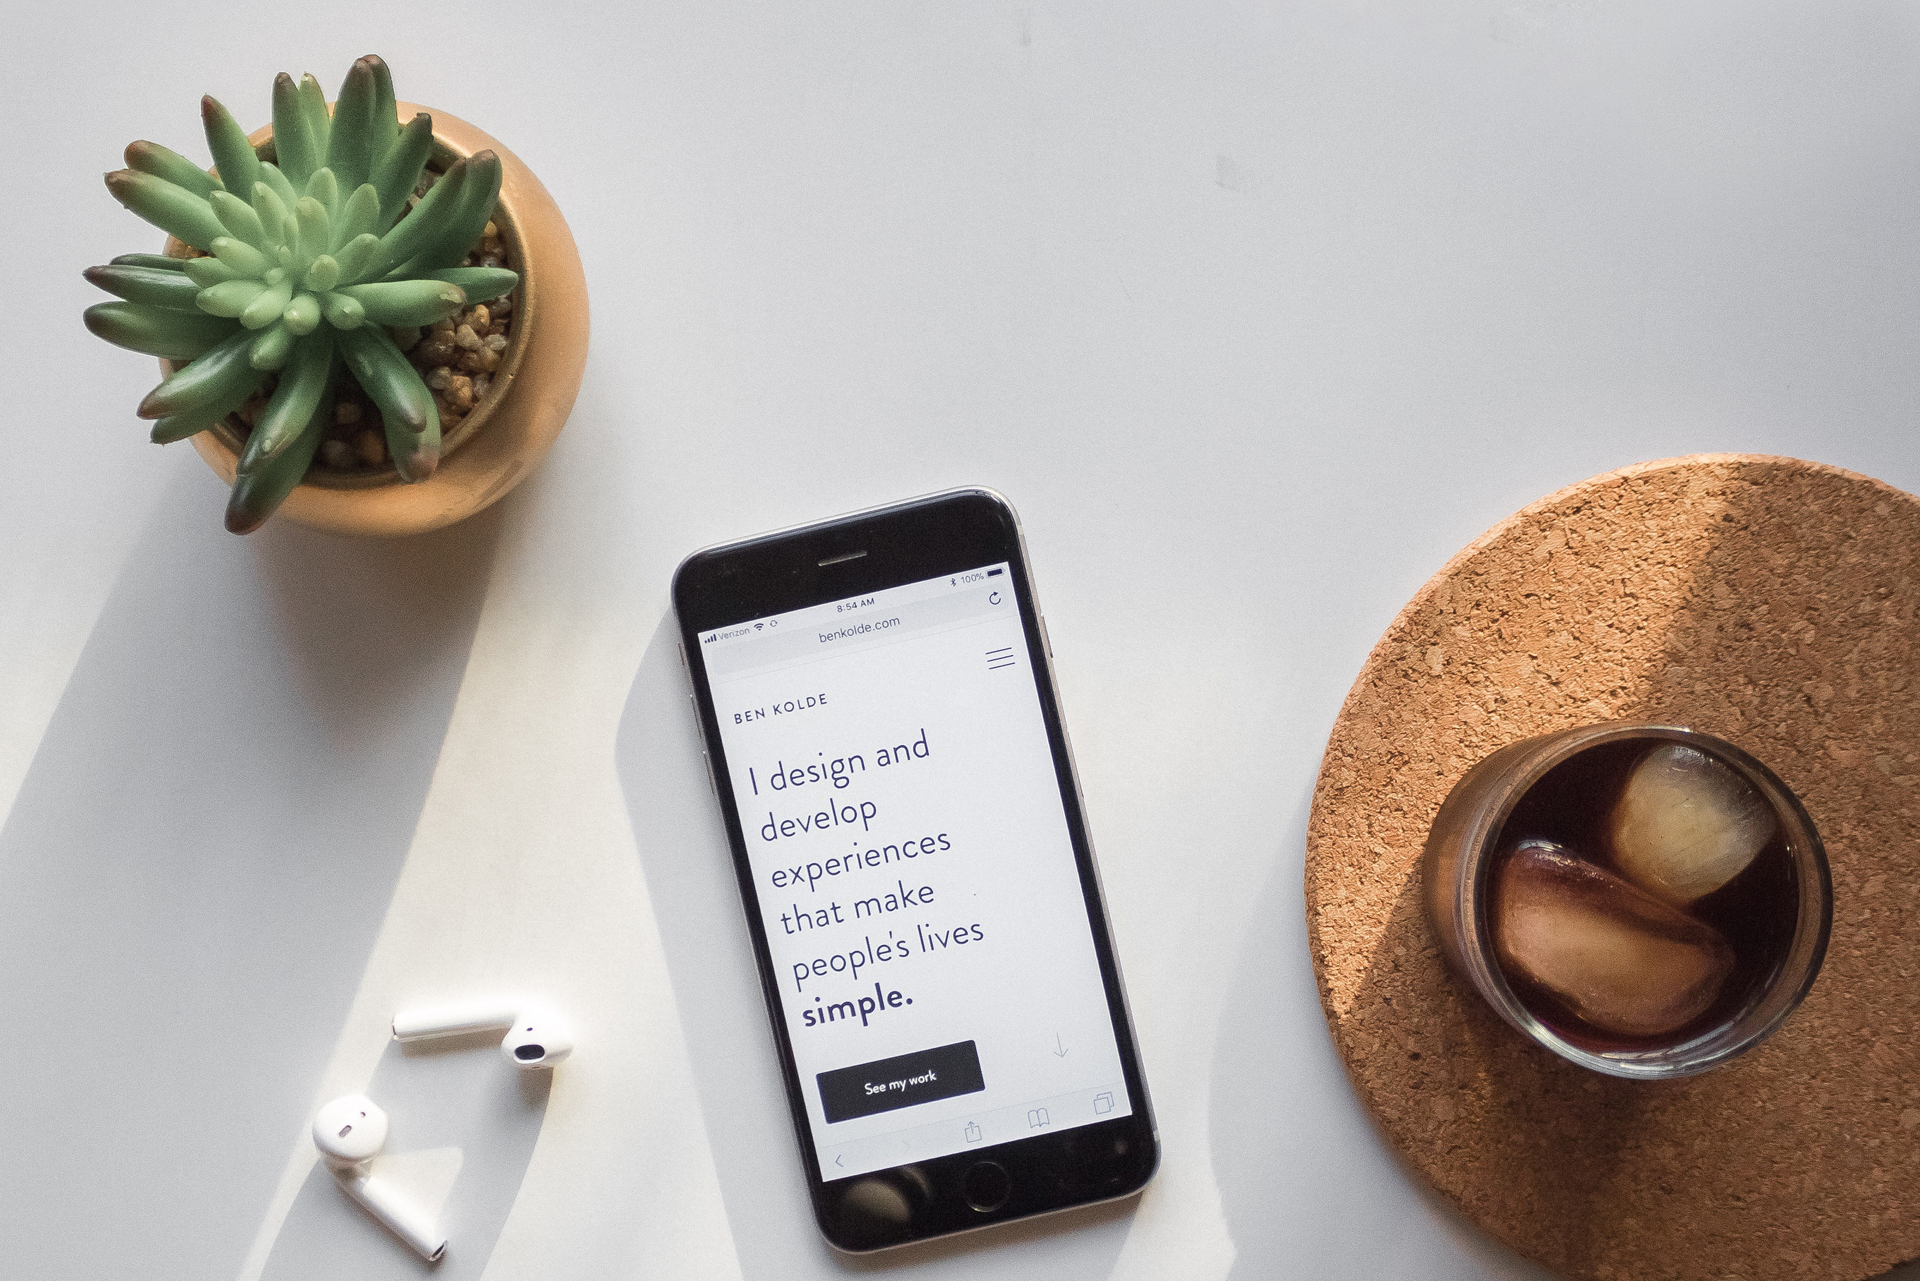 Verizon 8:54 AM 100%
benkolde.com
BEN KOLDE
I design and
develop
experiences
that make
people's lives
simple.
See my work